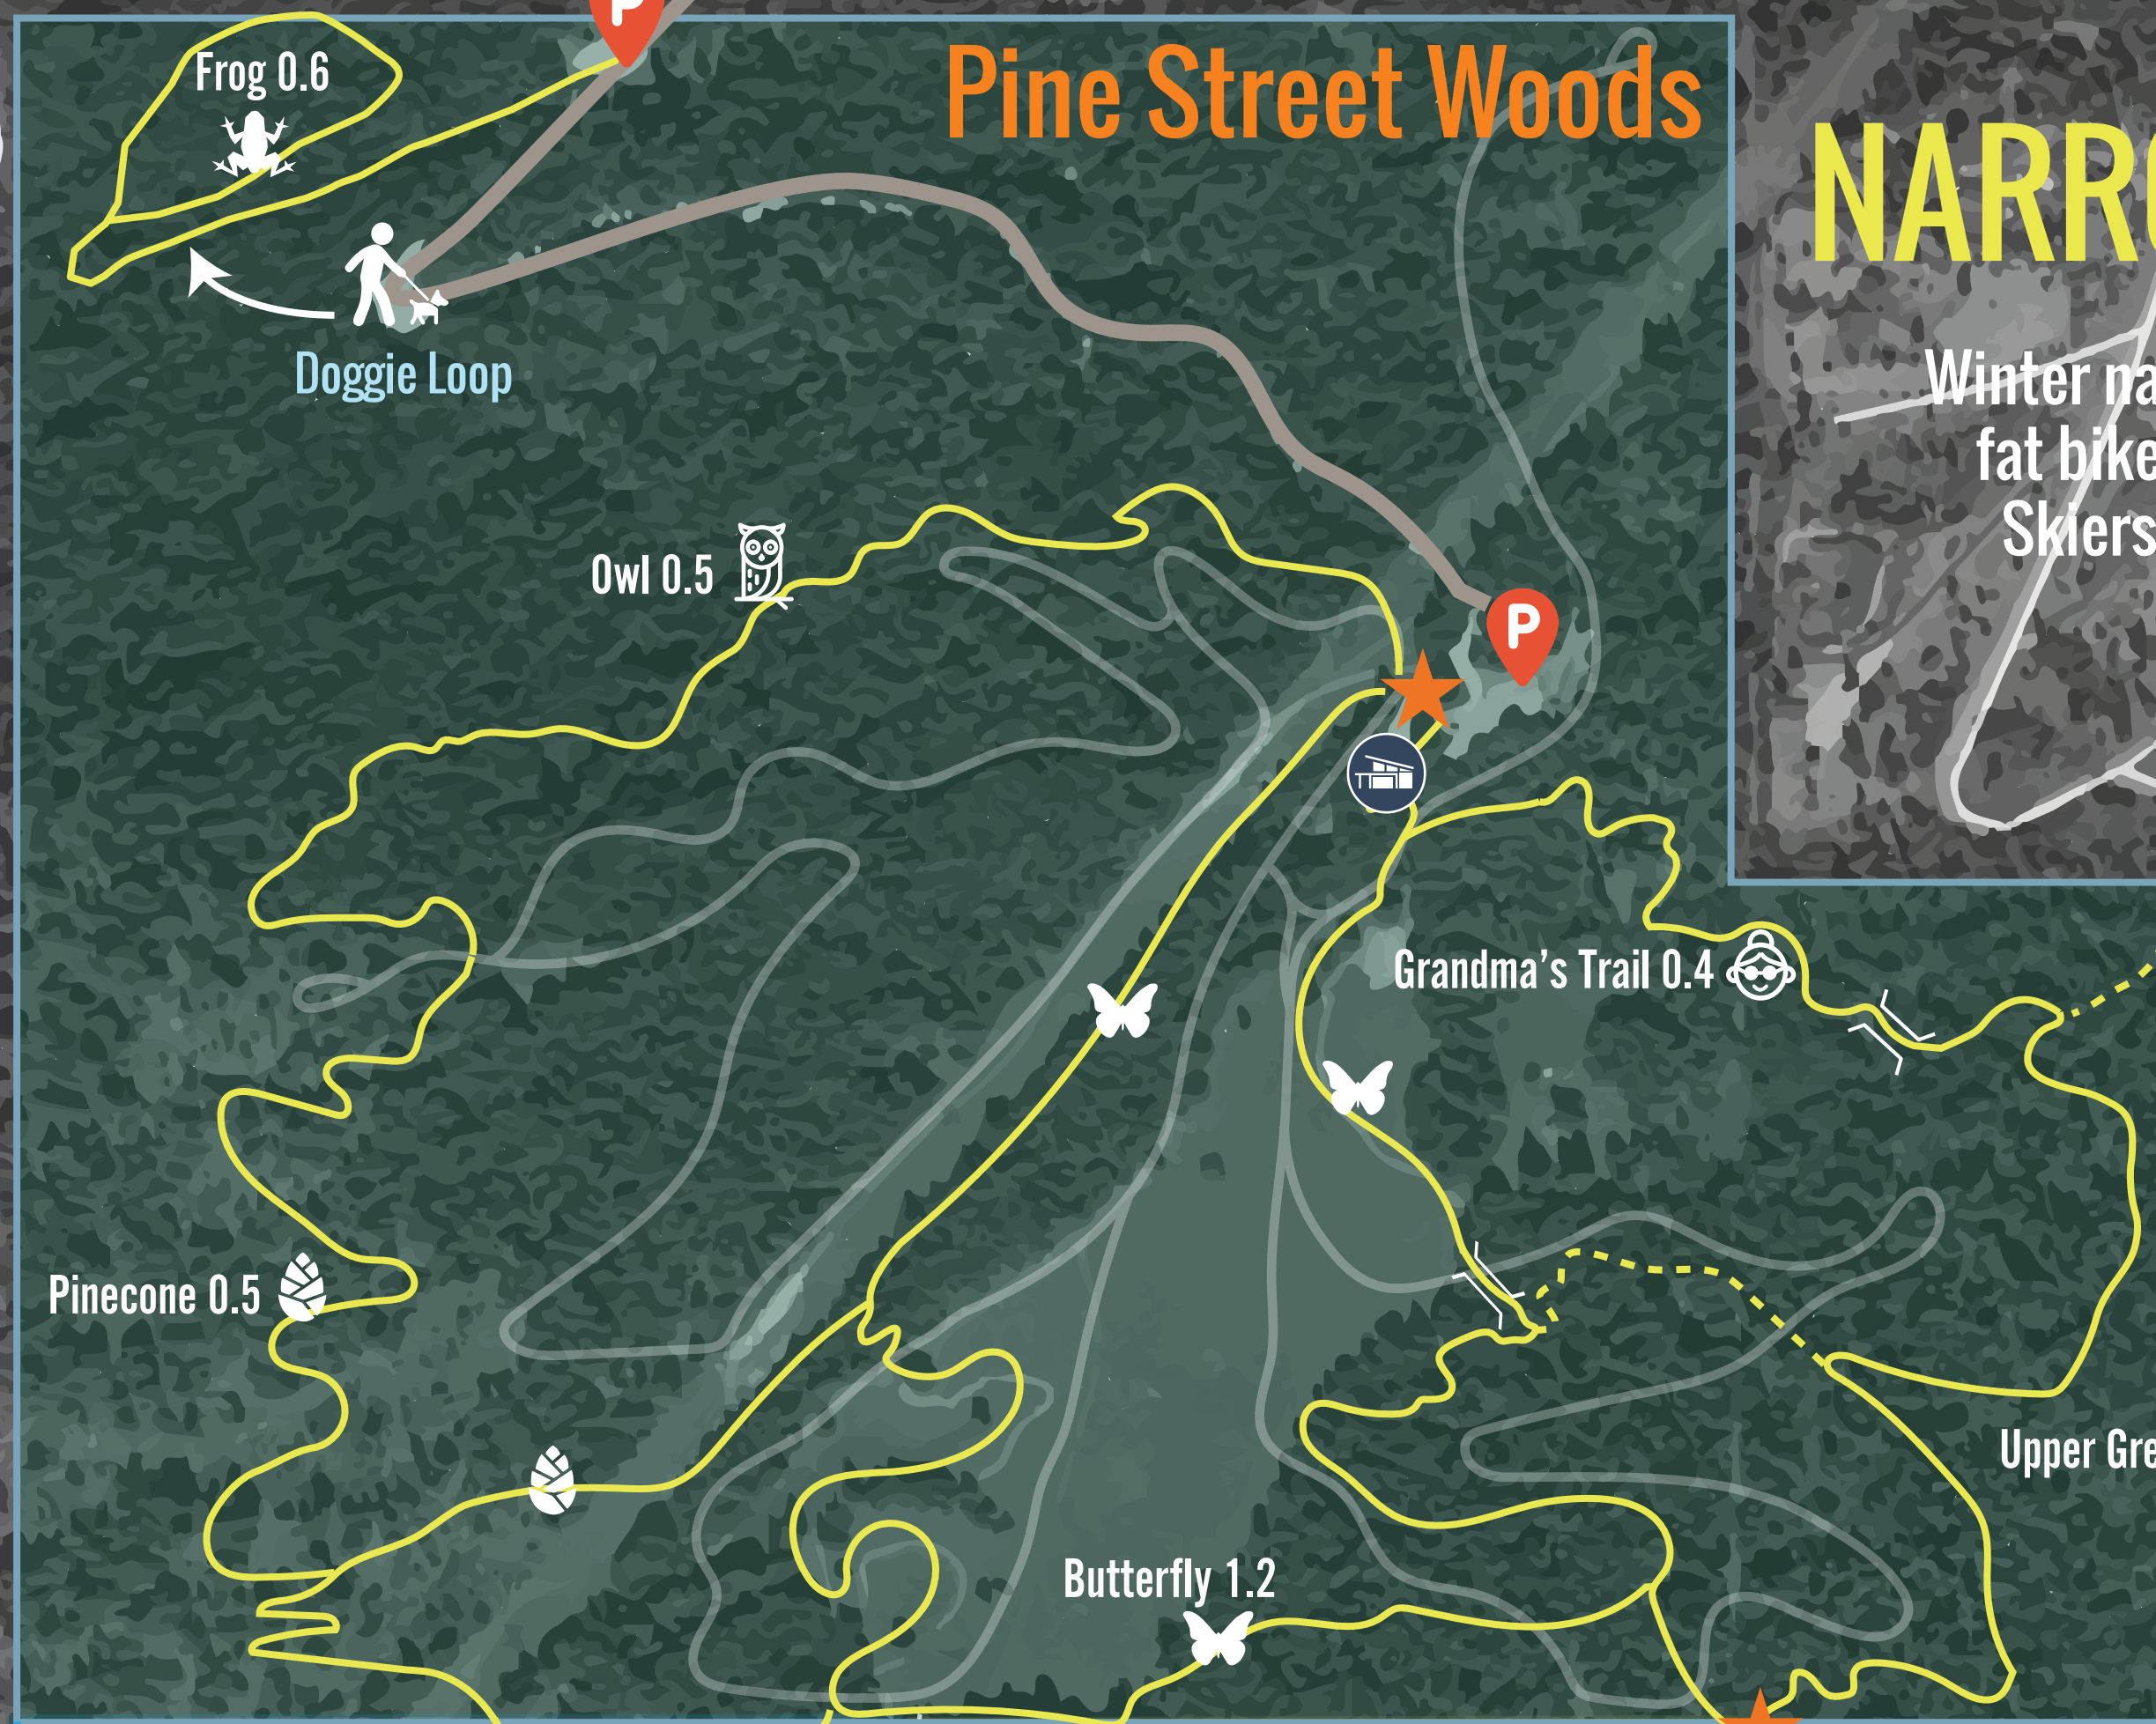 P
Pine Street Woods
Frog 0.6
NARR
Doggie Loop
Winter na
fat bike
Skiers
Owl 0.5
P
Grandma's Trail 0.4
Pinecone 0.5
Upper Gre
Butterfly 1.2